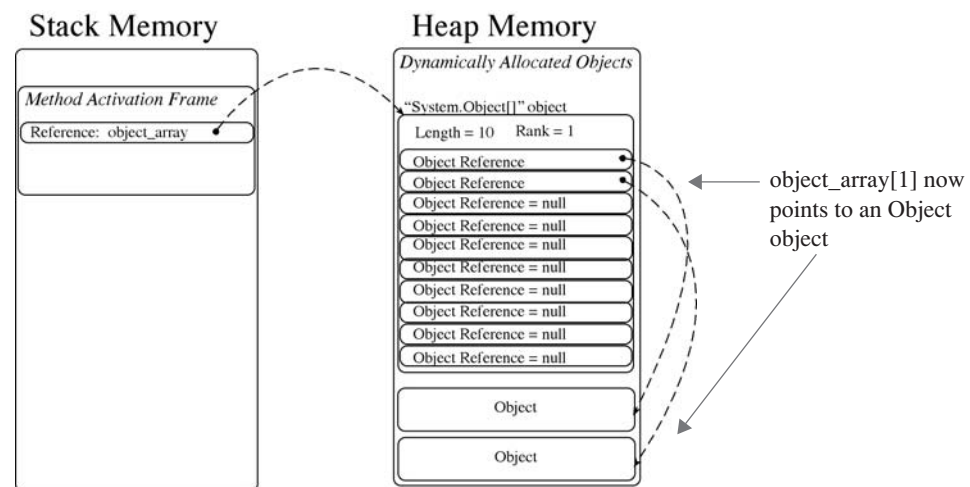 Stack Memory
Method Activation Frame
Reference: object_array
Heap Memory
Dynamically Allocated Objects
“System.Object[]” object
Length = 10 Rank = 1
Object Reference
Object Reference
Object Reference = null
Object Reference = null
Object Reference = null
Object Reference = null
Object Reference = null
Object Reference = null
Object Reference = null
Object Reference = null
Object
Object
object_array[1] now
points to an Object
object